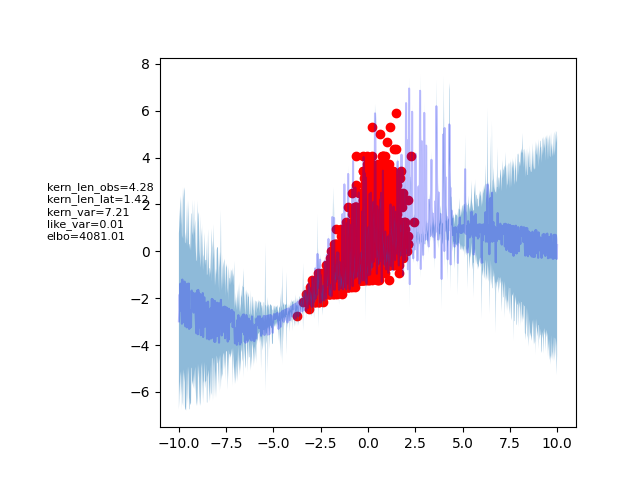 8
6
4
2
0
−2
−4
−6
kern_len_obs=4.28
kern_len_lat=1.42
kern_var=7.21
like_var=0.01
elbo=4081.01
−10.0 −7.5 −5.0 −2.5 0.0 2.5 5.0 7.5 10.0